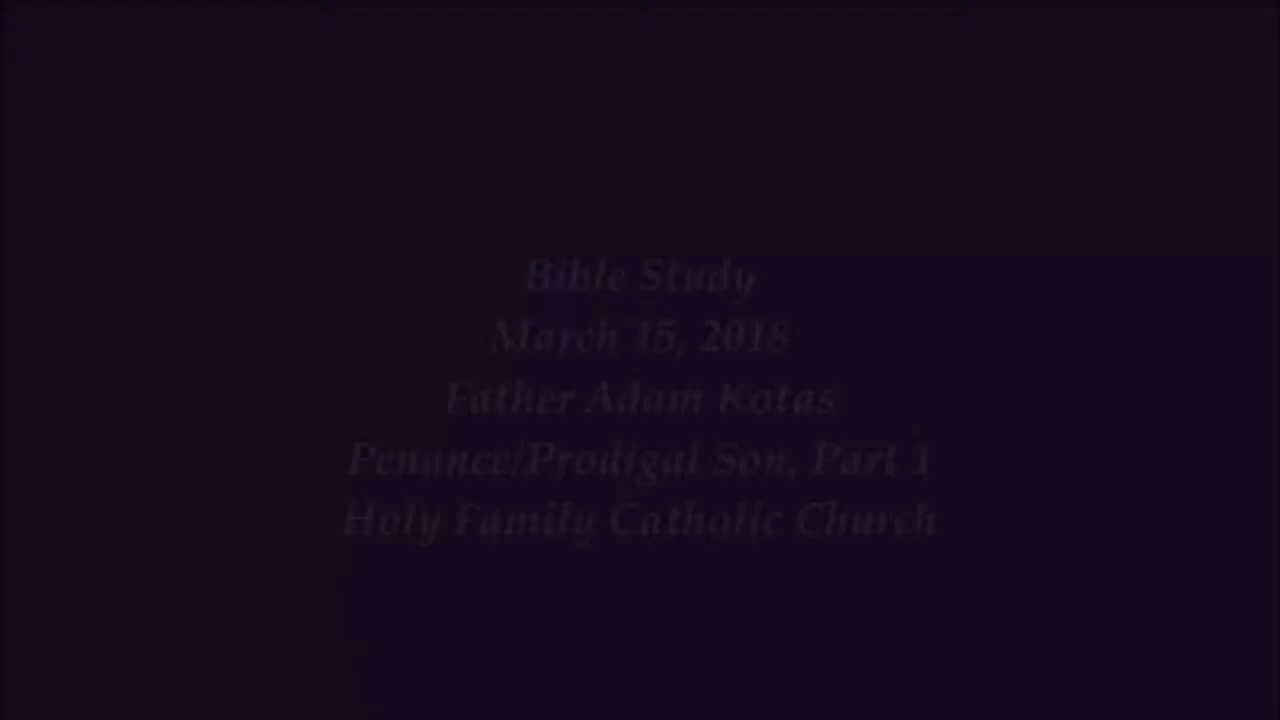 Bible Study
March 15, 2018
Father Adam Kotas
Penance/Prodigal Son, Part 1
Holy Family Catholic Church